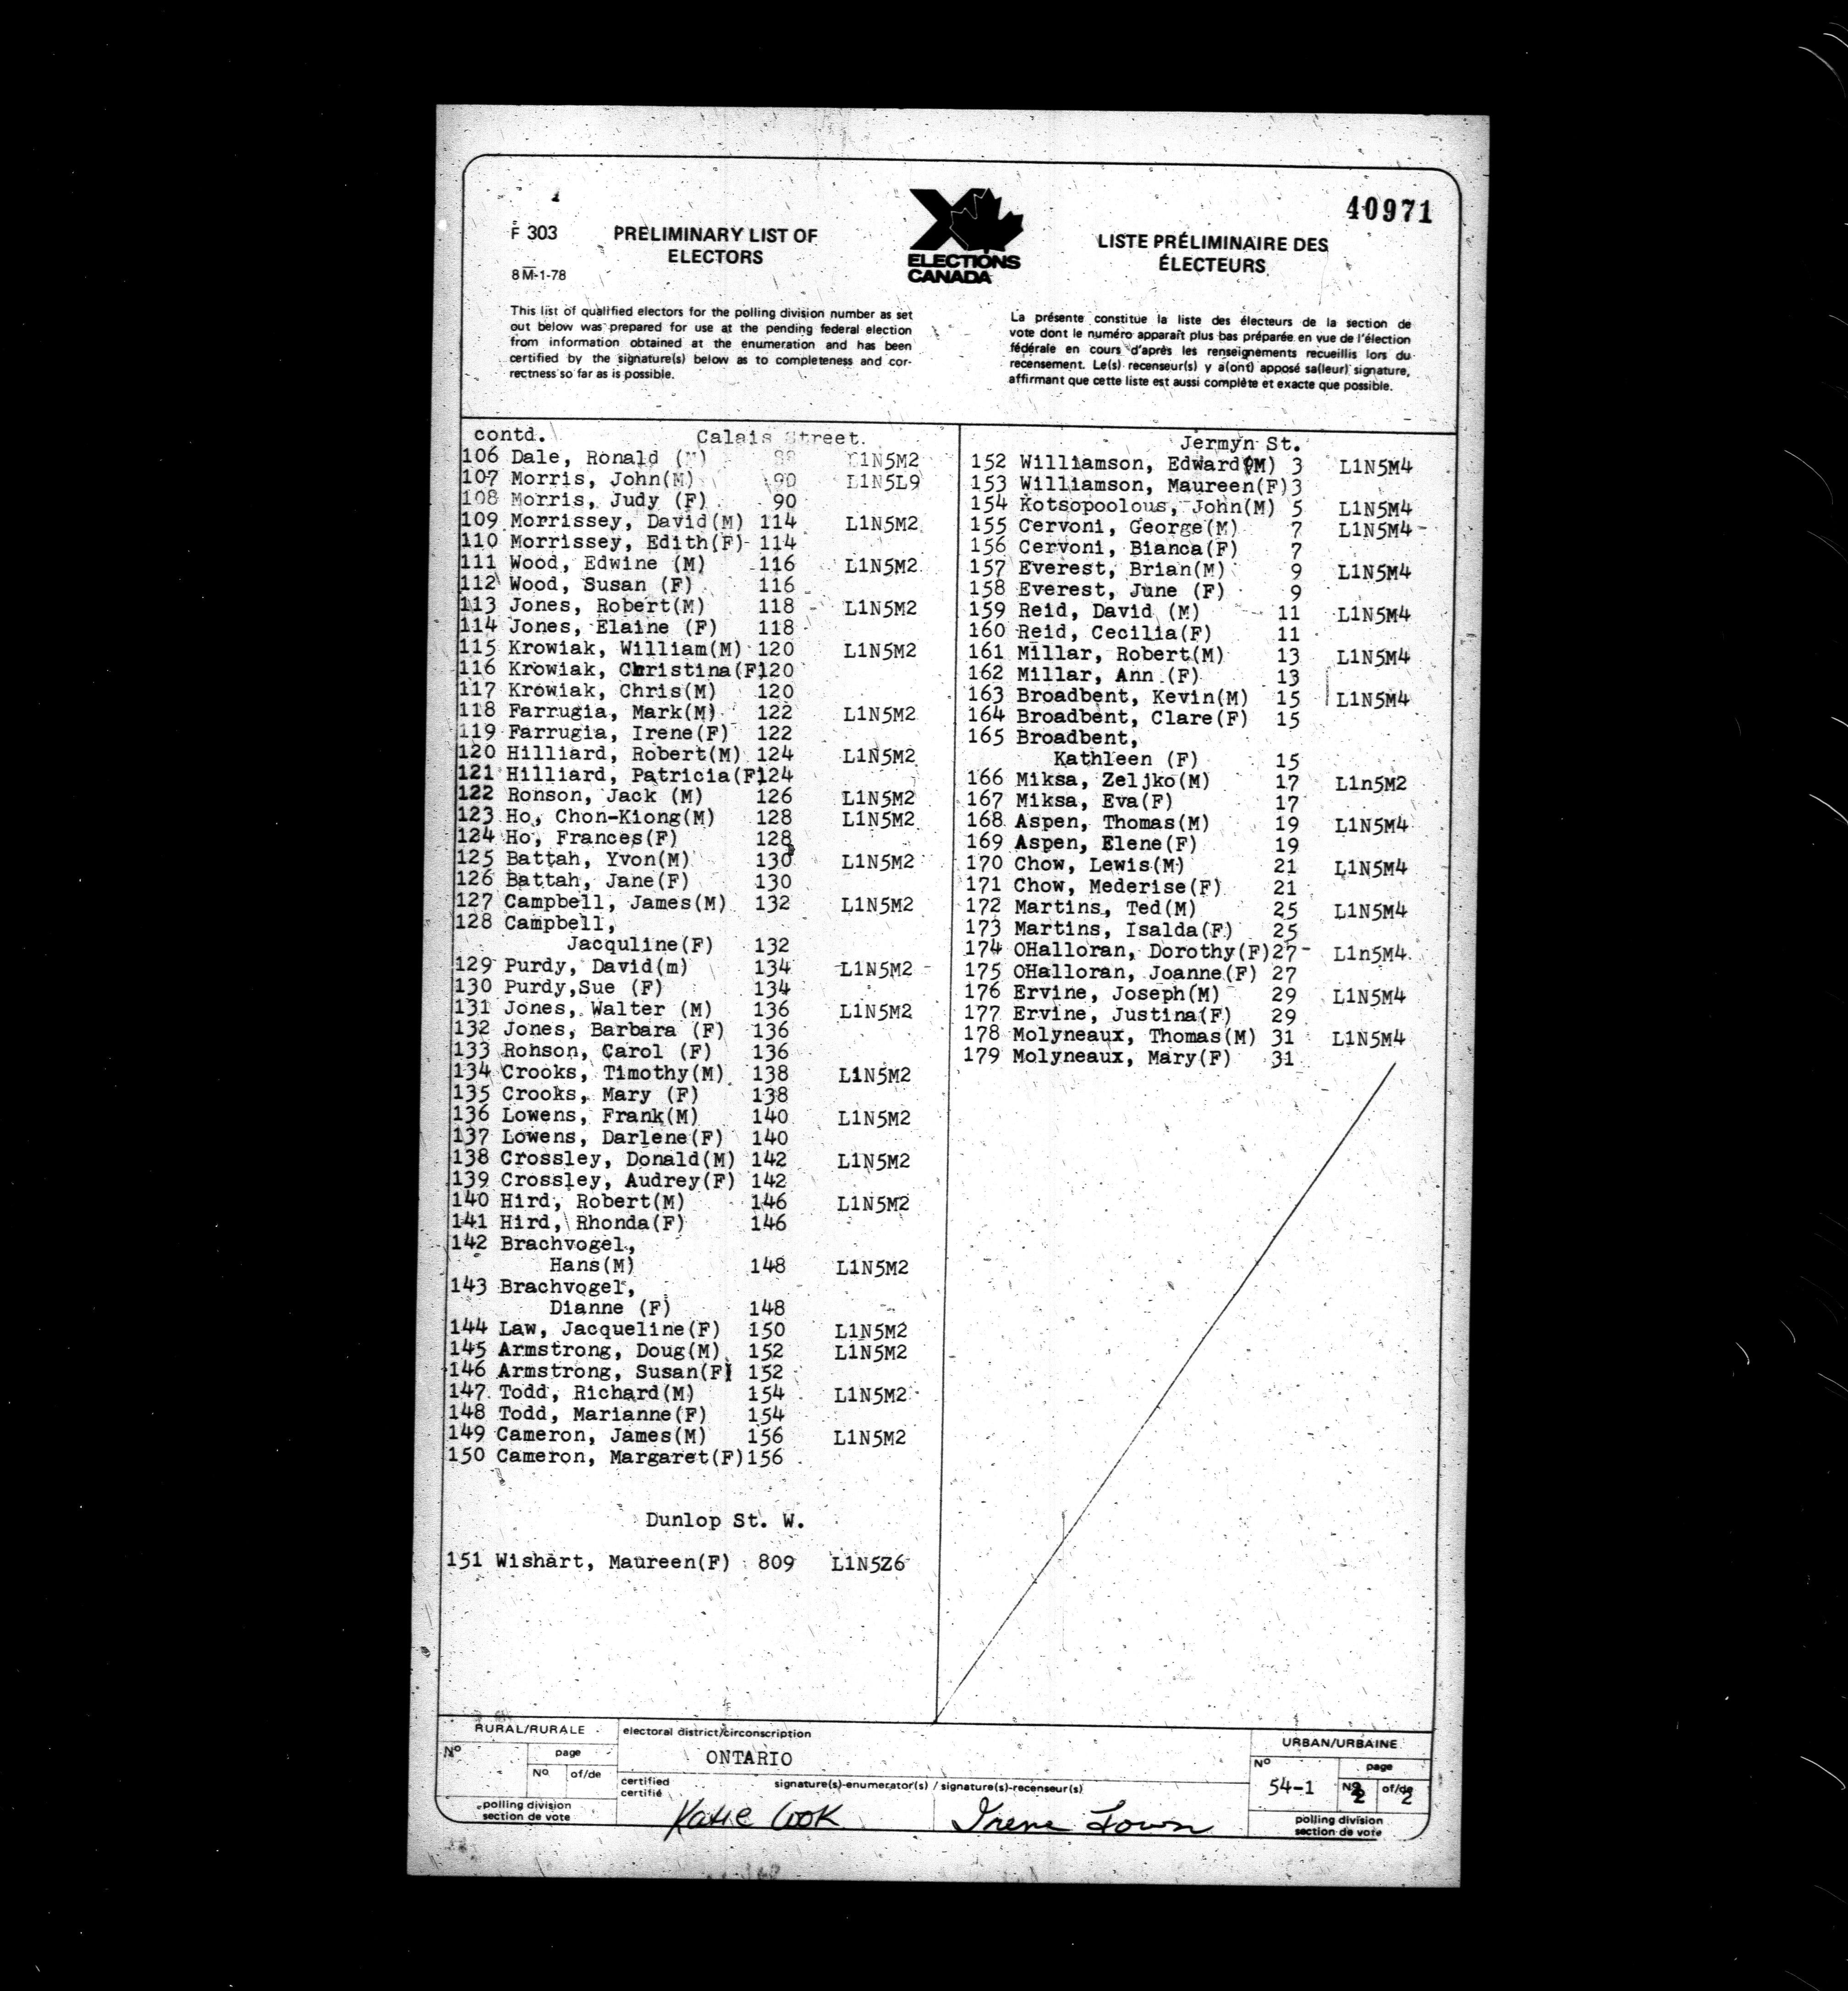 40971
F 303
8 M-1-78
PRELIMINARY LIST OF
ELECTORS
ELECTIONS
CANADA
LISTE PRÉLIMINAIRE DES
ÉLECTEURS
This list of qualified electors for the polling division number as set
out below was prepared for use at the pending federal election
from information obtained at the enumeration and has been
certified by the signature(s) below as to completeness and cor-
rectness so far as is possible.
La présente constitue la liste des électeurs de la section de
vote dont le numéro apparaît plus bas préparée en vue de l'élection
fédérale en cours d'après les renseignements recueillis lors du
recensement. Le(s) recenseur(s) y a(ont) apposé sa(leur) signature,
affirmant que cette liste est aussi complète et exacte que possible.
contd. Calais Street.
106 Dale, Ronald (M) 88 L1N5M2
107 Morris, John(M) 90 L1N5L9
108 Morris, Judy (F) 90
109 Morrissey, David(M) 114 L1N5M2
110 Morrissey, Edith(F) 114
111 Wood, Edwine (M) 116 L1N5M2
112 Wood, Susan (F) 116
113 Jones, Robert(M) 118 L1N5M2
114 Jones, Elaine (F) 118
115 Krowiak, William(M) 120 L1N5M2
116 Krowiak, Christina(F)120
117 Krowiak, Chris(M) 120
118 Farrugia, Mark(M) 122 L1N5M2
119 Farrugia, Irene(F) 122
120 Hilliard, Robert(M) 124 L1N5M2
121 Hilliard, Patricia(F)124
122 Ronson, Jack (M) 126 L1N5M2
123 Ho, Chon-Kiong(M) 128 L1N5M2
124 Ho, Frances(F) 128
125 Battah, Yvon(M) 130 L1N5M2
126 Battah, Jane(F) 130
127 Campbell, James(M) 132 L1N5M2
128 Campbell,
Jacquline(F) 132
129 Purdy, David(m) 134 L1N5M2
130 Purdy,Sue (F) 134
131 Jones, Walter (M) 136 L1N5M2
132 Jones, Barbara (F) 136
133 Ronson, Carol (F) 136
134 Crooks, Timothy(M) 138 L1N5M2
135 Crooks, Mary (F) 138
136 Lowens, Frank(M) 140 L1N5M2
137 Lowens, Darlene(F) 140
138 Crossley, Donald(M) 142 L1N5M2
139 Crossley, Audrey(F) 142
140 Hird, Robert(M) 146 L1N5M2
141 Hird, Rhonda(F) 146
142 Brachvogel,
Hans(M) 148 L1N5M2
143 Brachvogel,
Dianne (F) 148
144 Law, Jacqueline(F) 150 L1N5M2
145 Armstrong, Doug(M) 152 L1N5M2
146 Armstrong, Susan(F) 152
147 Todd, Richard(M) 154 L1N5M2
148 Todd, Marianne(F) 154
149 Cameron, James(M) 156 L1N5M2
150 Cameron, Margaret(F)156
Dunlop St. W.
151 Wishart, Maureen(F) 809 L1N5Z6
Jermyn St.
152 Williamson, Edward(M) 3 L1N5M4
153 Williamson, Maureen(F)3
154 Kotsopoolous, John(M) 5 L1N5M4
155 Cervoni, George(M) 7 L1N5M4
156 Cervoni, Bianca(F) 7
157 Everest, Brian(M) 9 L1N5M4
158 Everest, June (F) 9
159 Reid, David (M) 11 L1N5M4
160 Reid, Cecilia(F) 11
161 Millar, Robert(M) 13 L1N5M4
162 Millar, Ann (F) 13
163 Broadbent, Kevin(M) 15 L1N5M4
164 Broadbent, Clare(F) 15
165 Broadbent,
Kathleen (F) 15
166 Miksa, Zeljko(M) 17 L1n5M2
167 Miksa, Eva(F) 17
168 Aspen, Thomas(M) 19 L1N5M4
169 Aspen, Elene(F) 19
170 Chow, Lewis(M) 21 L1N5M4
171 Chow, Mederise(F) 21
172 Martins, Ted(M) 25 L1N5M4
173 Martins, Isalda(F) 25
174 OHalloran, Dorothy(F)27 L1n5M4
175 OHalloran, Joanne(F) 27
176 Ervine, Joseph(M) 29 L1N5M4
177 Ervine, Justina(F) 29
178 Molyneaux, Thomas(M) 31 L1N5M4
179 Molyneaux, Mary(F) 31
RURAL/RURALE
Nº page
No. of/de
polling division
section de vote
electoral district/circonscription
ONTARIO
certified
certifié
signature(s)-enumerator(s) / signature(s)-recenseur(s)
Katie Cook Irene Town
URBAN/URBAINE
Nº page
54-1 No. 2 of/de 2
polling division
section de vote